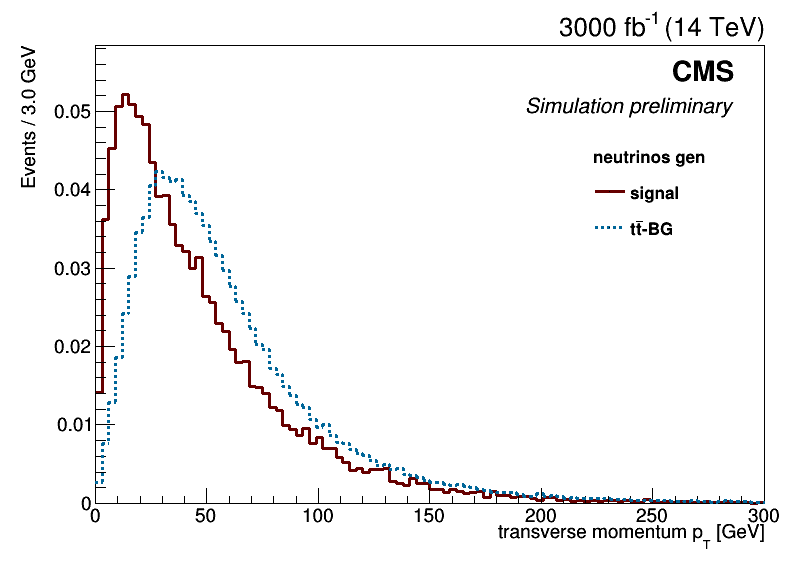 3000 fb⁻¹ (14 TeV)
CMS
Simulation preliminary
neutrinos gen
signal
tt̄-BG
Events / 3.0 GeV
0.05
0.04
0.03
0.02
0.01
0
0 50 100 150 200 250 300
transverse momentum p_T [GeV]